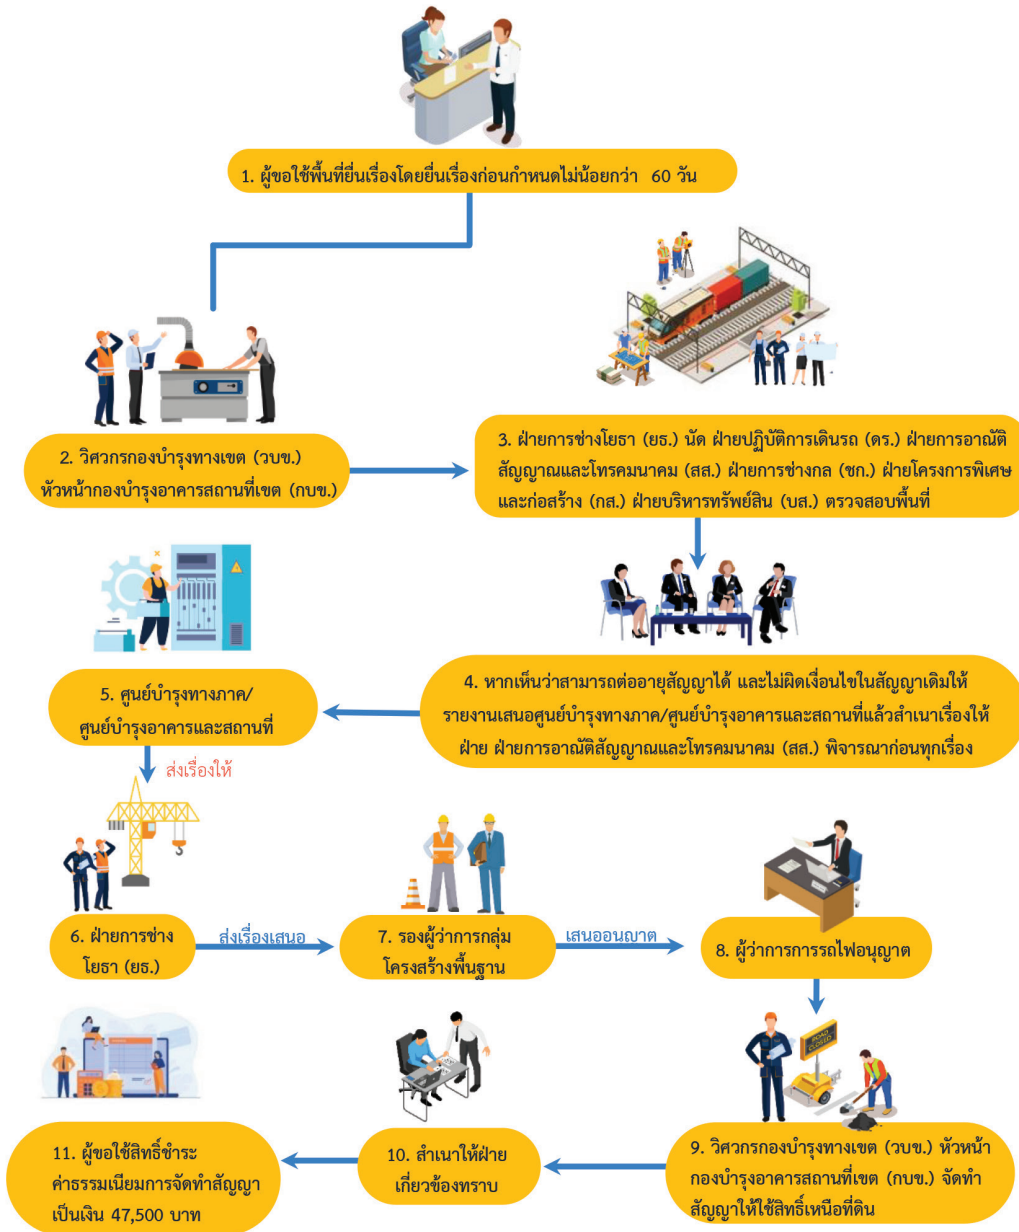 1. ผู้ขอใช้พื้นที่ยื่นเรื่องโดยยื่นเรื่องก่อนกำหนดไม่น้อยกว่า 60 วัน
2. วิศวกรกองบำรุงทางเขต (วบข.)
หัวหน้ากองบำรุงอาคารสถานที่เขต (กบข.)
3. ฝ่ายการช่างโยธา (ยธ.) นัด ฝ่ายปฏิบัติการเดินรถ (ดร.) ฝ่ายการอาณัติ
สัญญาณและโทรคมนาคม (สส.) ฝ่ายการช่างกล (ชก.) ฝ่ายโครงการพิเศษ
และก่อสร้าง (กส.) ฝ่ายบริหารทรัพย์สิน (บส.) ตรวจสอบพื้นที่
4. หากเห็นว่าสามารถต่ออายุสัญญาได้ และไม่ผิดเงื่อนไขในสัญญาเดิมให้
รายงานเสนอศูนย์บำรุงทางภาค/ศูนย์บำรุงอาคารและสถานที่แล้วสำเนาเรื่องให้
ฝ่าย ฝ่ายการอาณัติสัญญาณและโทรคมนาคม (สส.) พิจารณาก่อนทุกเรื่อง
5. ศูนย์บำรุงทางภาค/
ศูนย์บำรุงอาคารและสถานที่
ส่งเรื่องให้
6. ฝ่ายการช่าง
โยธา (ยธ.)
ส่งเรื่องเสนอ
7. รองผู้ว่าการกลุ่ม
โครงสร้างพื้นฐาน
เสนออนญาต
8. ผู้ว่าการการรถไฟอนุญาต
ROAD
CLOSED
9. วิศวกรกองบำรุงทางเขต (วบข.) หัวหน้า
กองบำรุงอาคารสถานที่เขต (กบข.) จัดทำ
สัญญาให้ใช้สิทธิ์เหนือที่ดิน
10. สำเนาให้ฝ่าย
เกี่ยวข้องทราบ
11. ผู้ขอใช้สิทธิ์ชำระ
ค่าธรรมเนียมการจัดทำสัญญา
เป็นเงิน 47,500 บาท